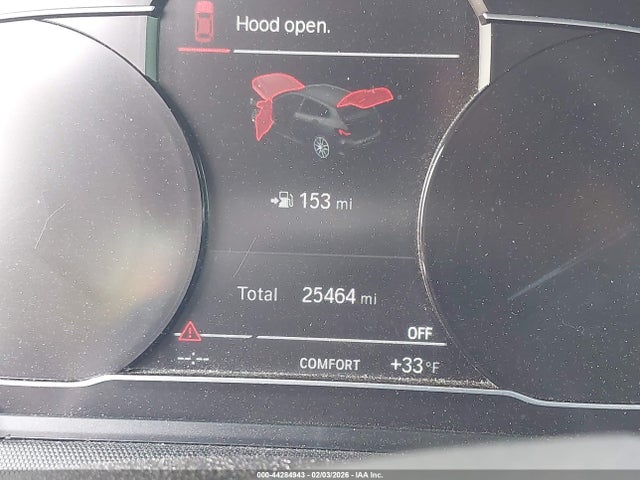 Hood open.
153 mi
Total 25464 mi
OFF
--:-- COMFORT +33°F
000-44284943 - 02/03/2026 - IAA Inc.